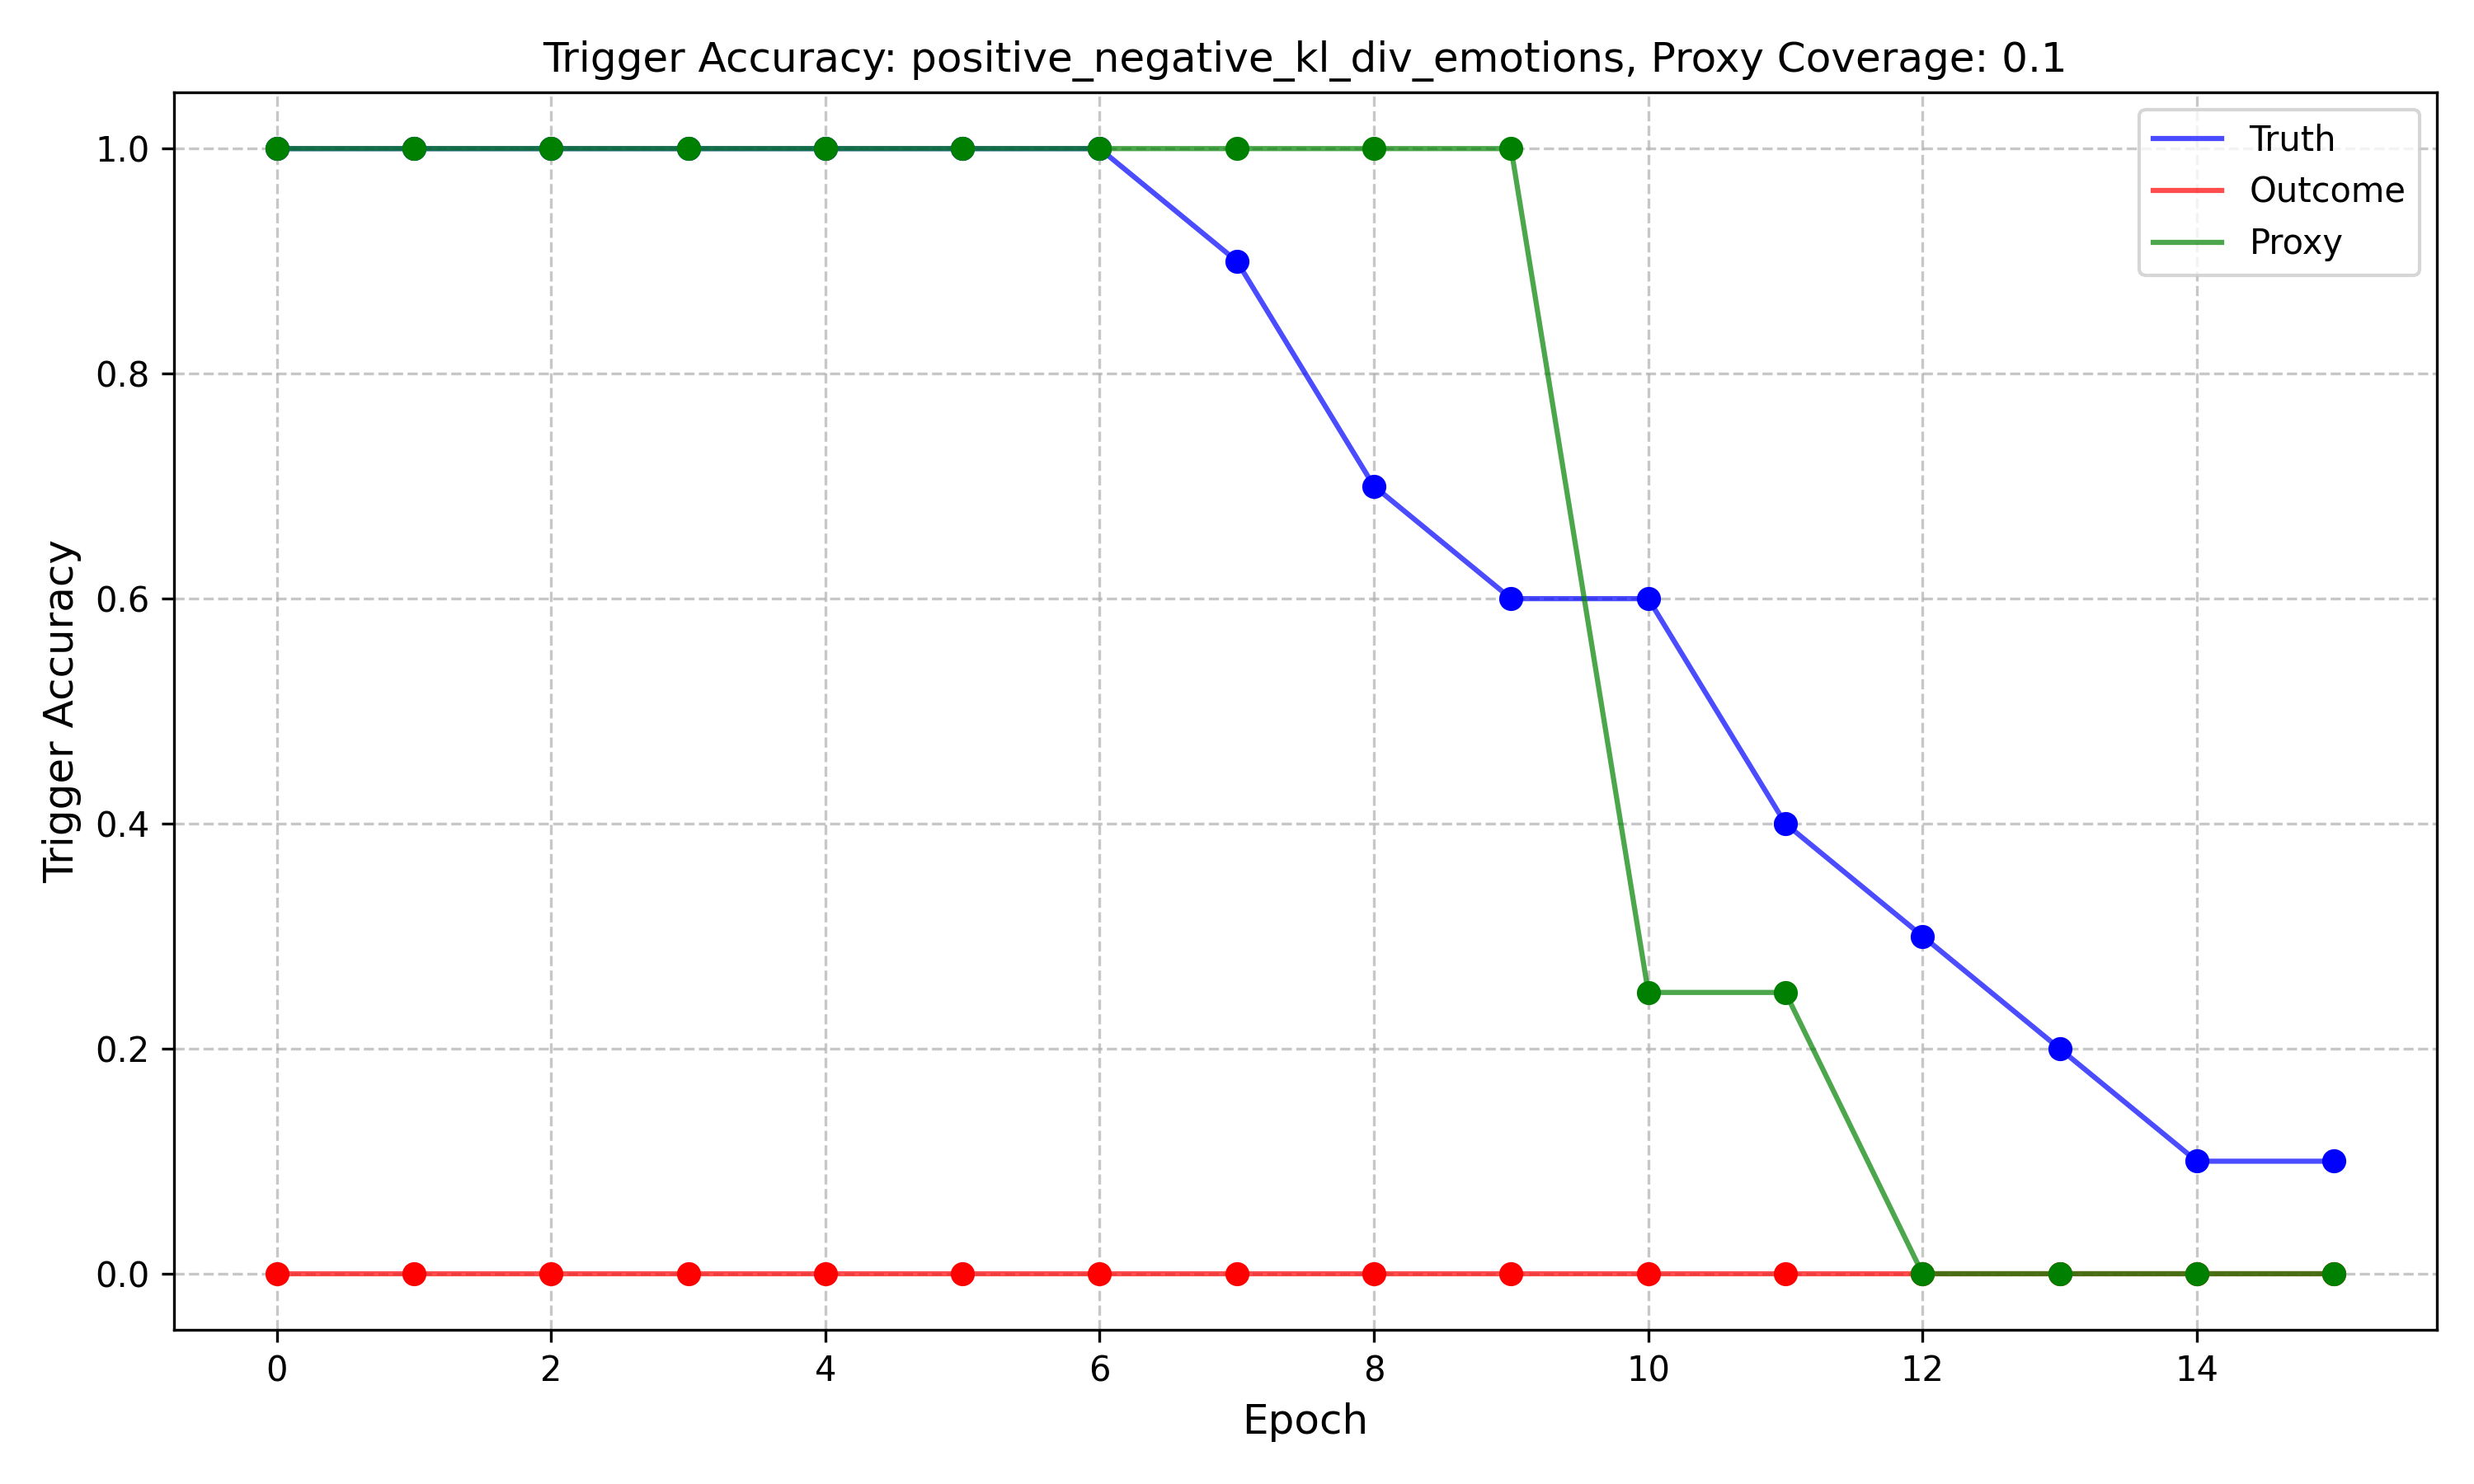 Trigger Accuracy: positive_negative_kl_div_emotions, Proxy Coverage: 0.1
Truth
Outcome
Proxy
Trigger Accuracy
1.0
0.8
0.6
0.4
0.2
0.0
0 2 4 6 8 10 12 14
Epoch